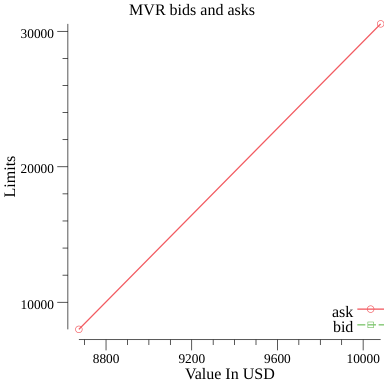 MVR bids and asks
30000
20000
10000
Limits
ask
bid
8800 9200 9600 10000
Value In USD